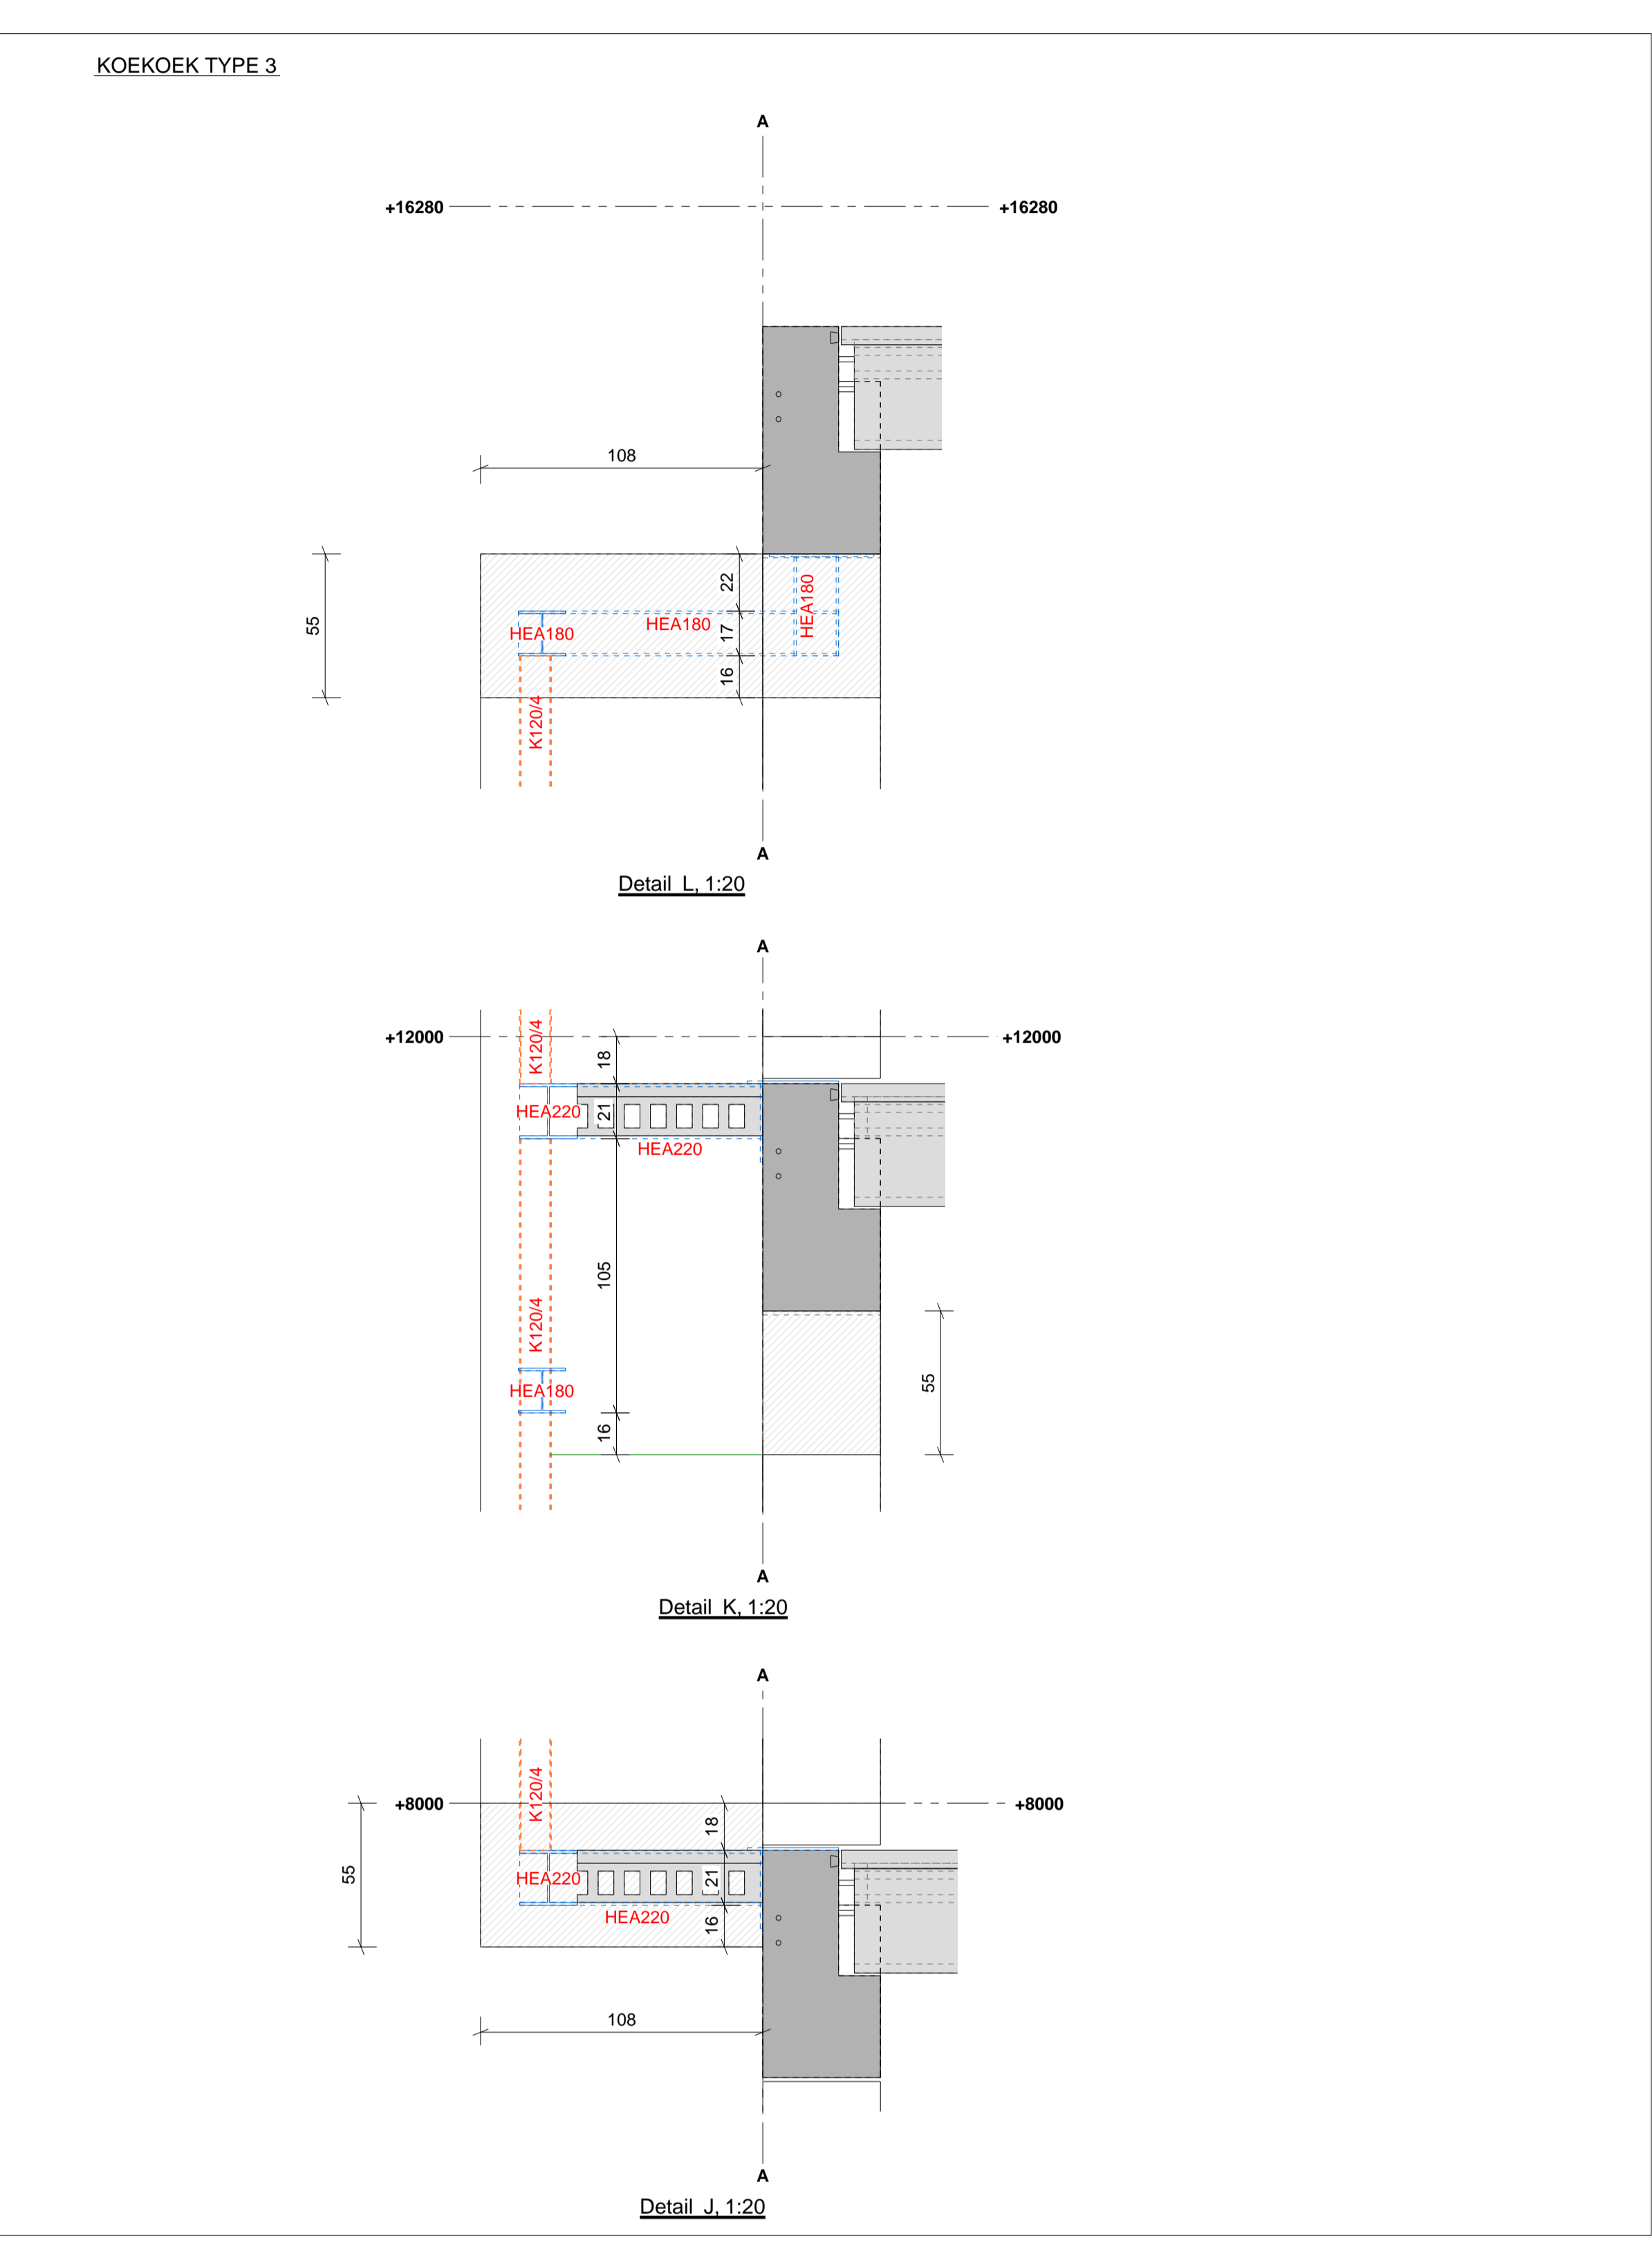 KOEKOEK TYPE 3
A
+16280 +16280
108
55
22
17
16
HEA180
HEA180
HEA180
K120/4
A
Detail L, 1:20
A
+12000 +12000
K120/4
18
HEA220
21
HEA220
105
K120/4
HEA180
16
55
A
Detail K, 1:20
A
+8000 +8000
K120/4
18
55
HEA220
21
HEA220
16
108
A
Detail J, 1:20